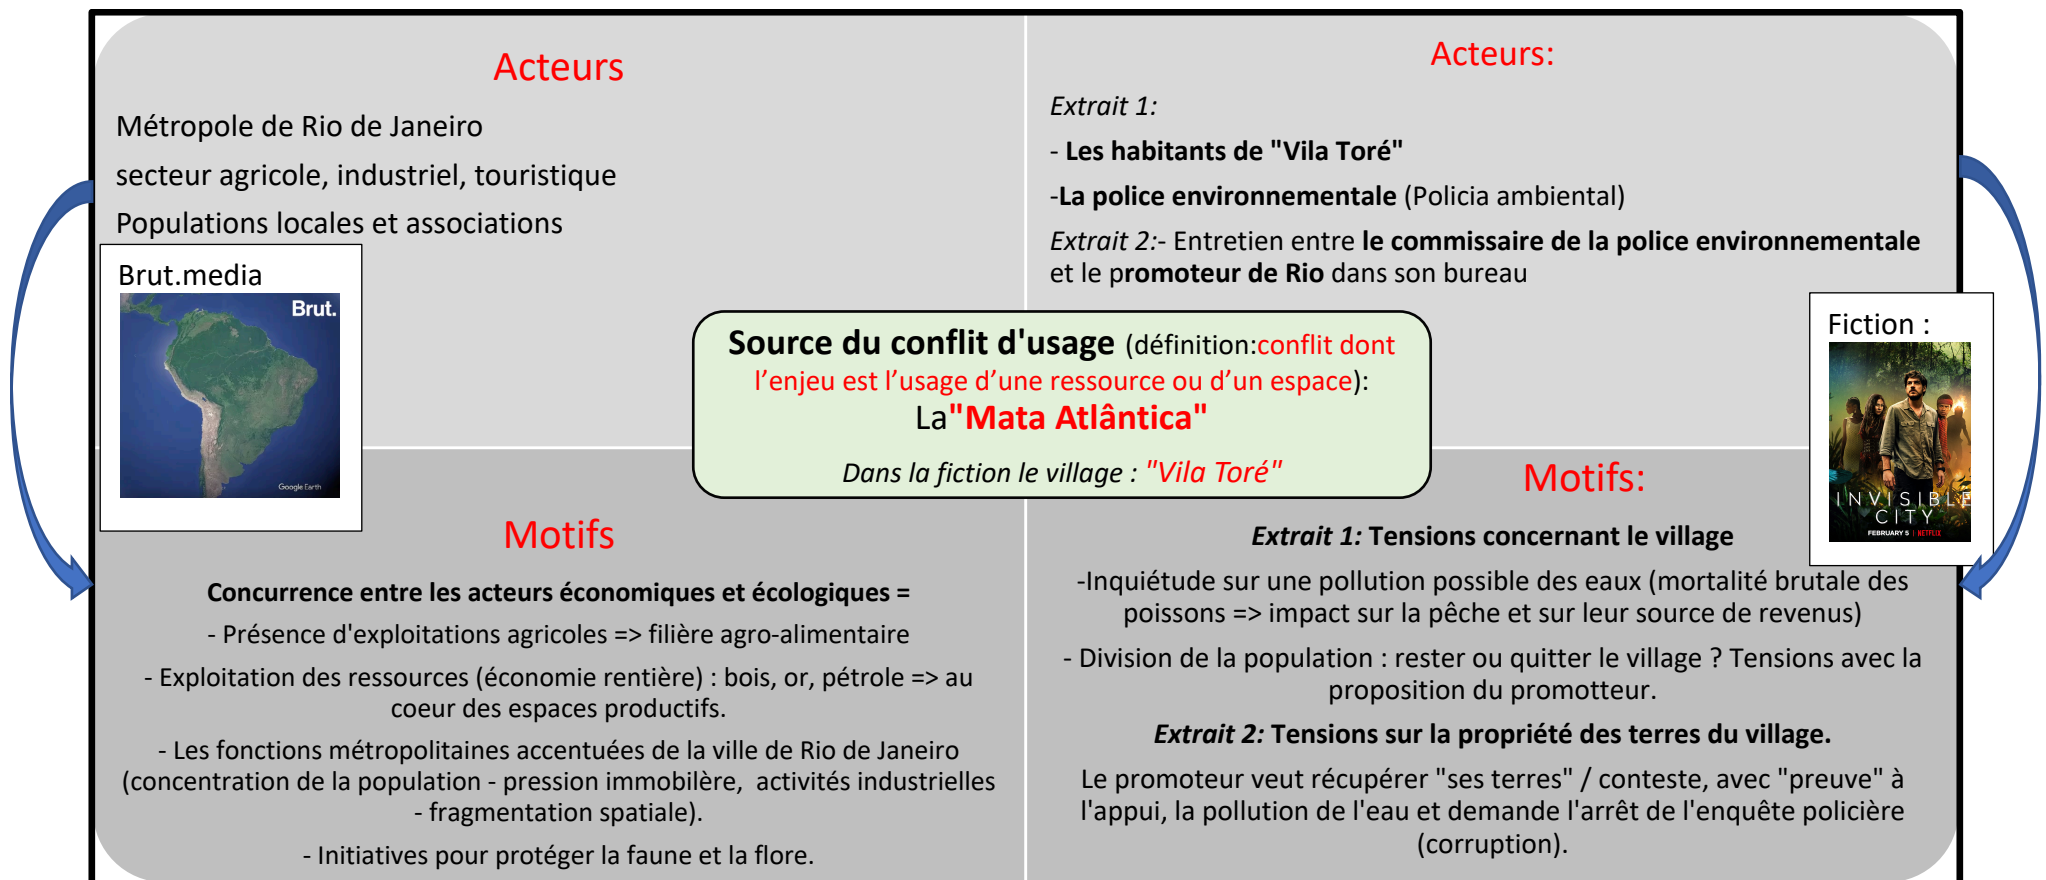 Acteurs
Métropole de Rio de Janeiro
secteur agricole, industriel, touristique
Populations locales et associations
Brut.media
Brut.
Google Earth
Acteurs:
Extrait 1:
- Les habitants de "Vila Toré"
-La police environnementale (Policia ambiental)
Extrait 2:- Entretien entre le commissaire de la police environnementale
et le promoteur de Rio dans son bureau
Fiction :
INVISIBLE
CITY
FEBRUARY 5 | NETFLIX
Source du conflit d'usage (définition:conflit dont
l’enjeu est l’usage d’une ressource ou d’un espace):
La"Mata Atlântica"
Dans la fiction le village : "Vila Toré"
Motifs
Concurrence entre les acteurs économiques et écologiques =
- Présence d'exploitations agricoles => filière agro-alimentaire
- Exploitation des ressources (économie rentière) : bois, or, pétrole => au
coeur des espaces productifs.
- Les fonctions métropolitaines accentuées de la ville de Rio de Janeiro
(concentration de la population - pression immobilère, activités industrielles
- fragmentation spatiale).
- Initiatives pour protéger la faune et la flore.
Motifs:
Extrait 1: Tensions concernant le village
-Inquiétude sur une pollution possible des eaux (mortalité brutale des
poissons => impact sur la pêche et sur leur source de revenus)
- Division de la population : rester ou quitter le village ? Tensions avec la
proposition du promotteur.
Extrait 2: Tensions sur la propriété des terres du village.
Le promoteur veut récupérer "ses terres" / conteste, avec "preuve" à
l'appui, la pollution de l'eau et demande l'arrêt de l'enquête policière
(corruption).